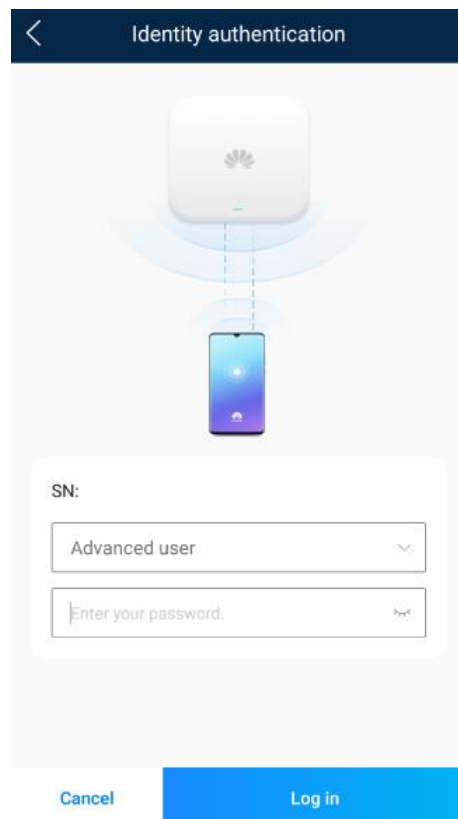 Identity authentication
SN:
Advanced user
Enter your password.
Cancel
Log in